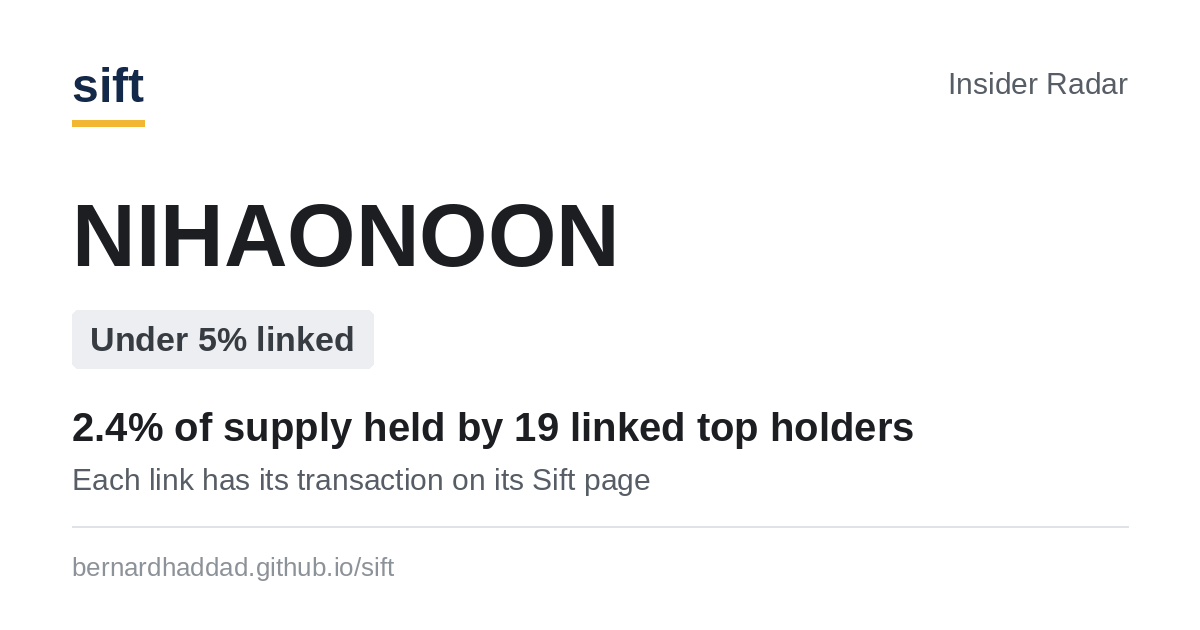 sift
Insider Radar
NIHAONOON
Under 5% linked
2.4% of supply held by 19 linked top holders
Each link has its transaction on its Sift page
bernardhaddad.github.io/sift